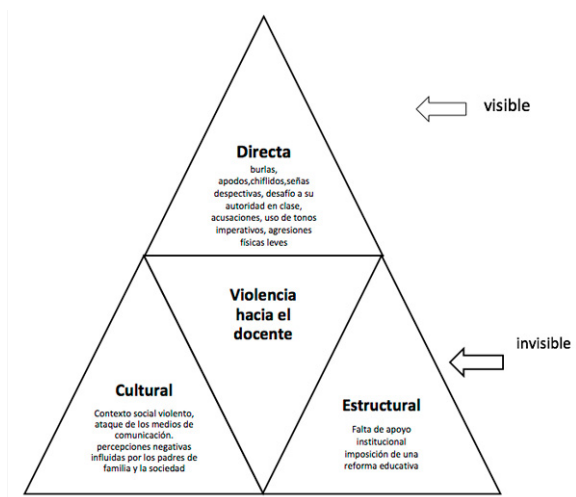 visible
Directa
burlas,
apodos,chiflidos,señas
despectivas, desafío a su
autoridad en clase,
acusaciones, uso de tonos
imperativos, agresiones
físicas leves
Violencia
hacia el
docente
invisible
Cultural
Contexto social violento,
ataque de los medios de
comunicación.
percepciones negativas
influidas por los padres de
familia y la sociedad
Estructural
Falta de apoyo
institucional
imposición de una
reforma educativa